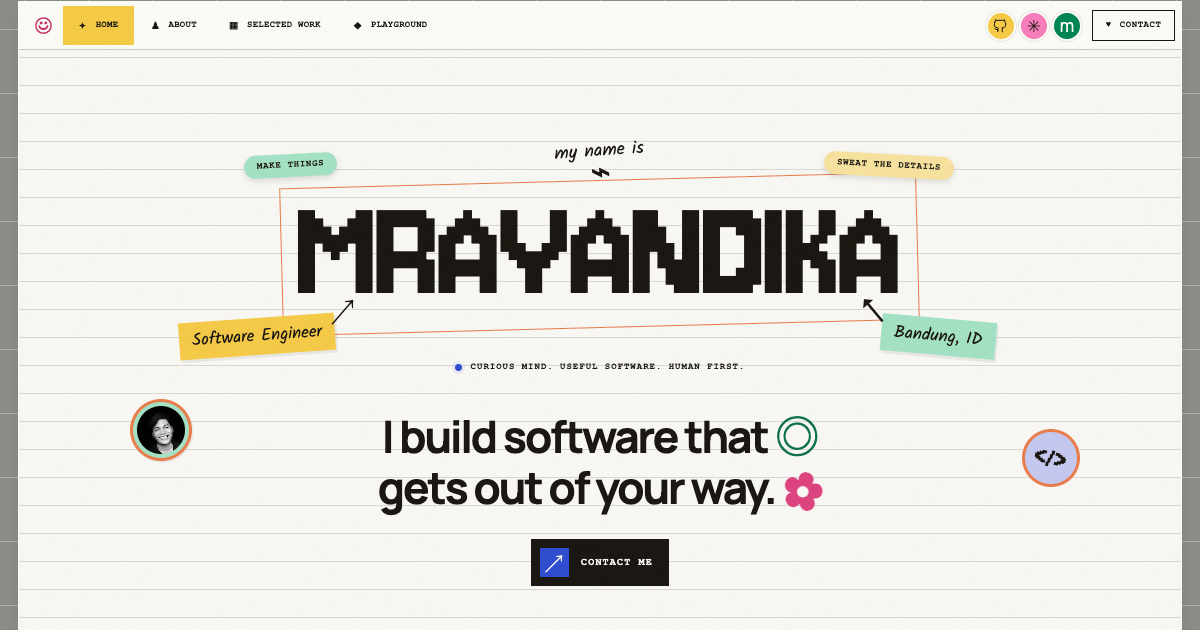 HOME
ABOUT
SELECTED WORK
PLAYGROUND
m
CONTACT
my name is
MAKE THINGS
SWEAT THE DETAILS
MRAYANDIKA
Software Engineer
Bandung, ID
CURIOUS MIND. USEFUL SOFTWARE. HUMAN FIRST.
I build software that
</>
gets out of your way.
CONTACT ME